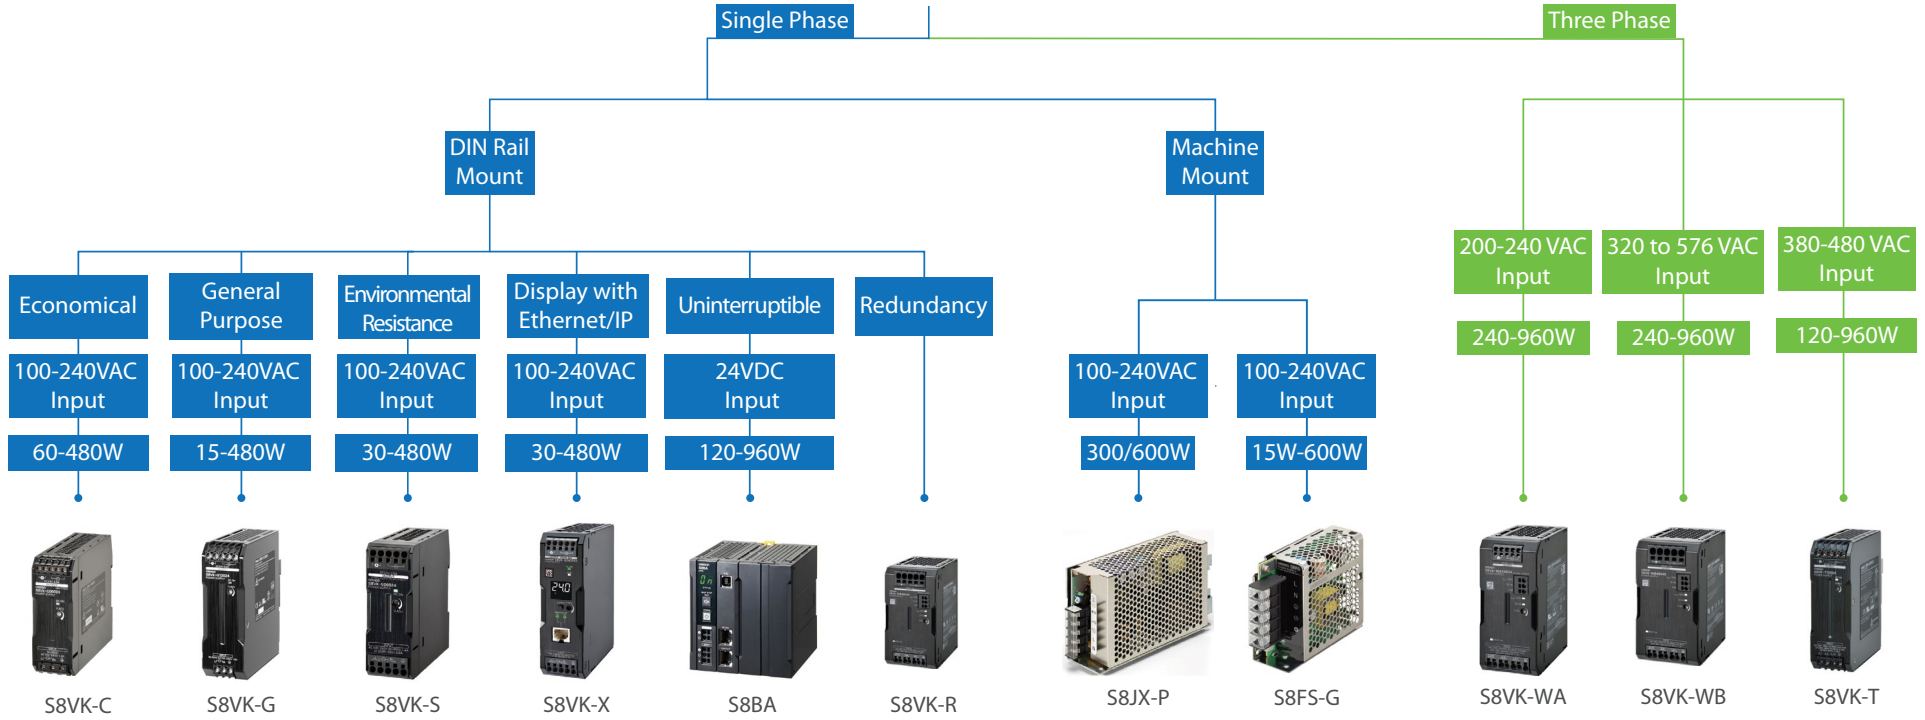 Single Phase
Three Phase
DIN Rail
Mount
Machine
Mount
Economical
General
Purpose
Environmental
Resistance
Display with
Ethernet/IP
Uninterruptible
Redundancy
200-240 VAC
Input
320 to 576 VAC
Input
380-480 VAC
Input
240-960W
240-960W
120-960W
100-240VAC
Input
100-240VAC
Input
100-240VAC
Input
100-240VAC
Input
24VDC
Input
100-240VAC
Input
100-240VAC
Input
60-480W
15-480W
30-480W
30-480W
120-960W
300/600W
15W-600W
24.0
On
S8VK-C
S8VK-G
S8VK-S
S8VK-X
S8BA
S8VK-R
S8JX-P
S8FS-G
S8VK-WA
S8VK-WB
S8VK-T